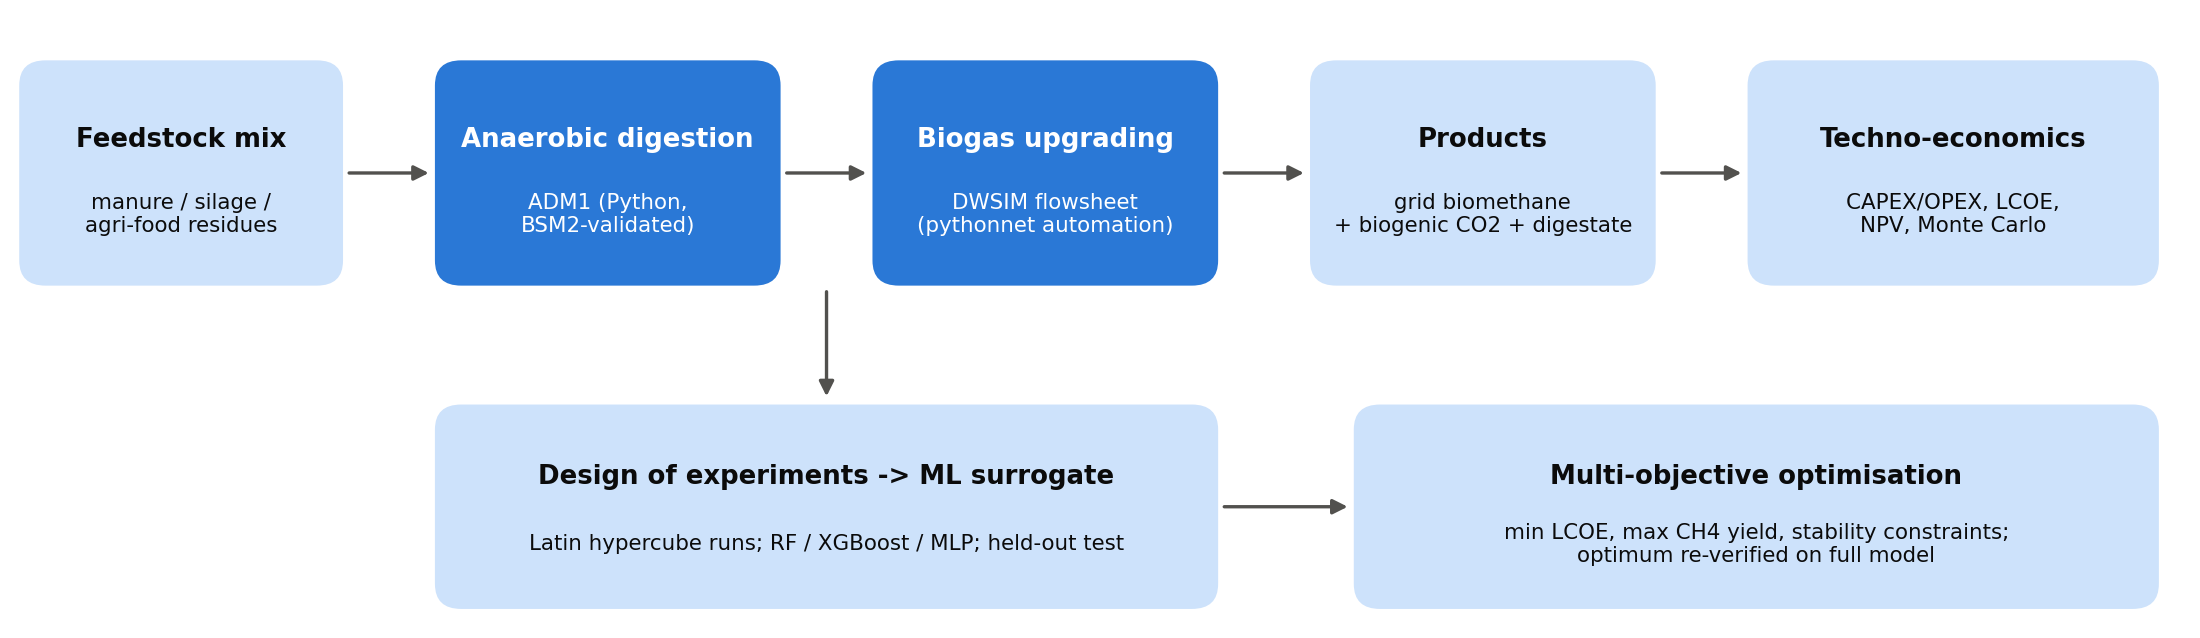 Feedstock mix
manure / silage /
agri-food residues
Anaerobic digestion
ADM1 (Python,
BSM2-validated)
Biogas upgrading
DWSIM flowsheet
(pythonnet automation)
Products
grid biomethane
+ biogenic CO2 + digestate
Techno-economics
CAPEX/OPEX, LCOE,
NPV, Monte Carlo
Design of experiments -> ML surrogate
Latin hypercube runs; RF / XGBoost / MLP; held-out test
Multi-objective optimisation
min LCOE, max CH4 yield, stability constraints;
optimum re-verified on full model